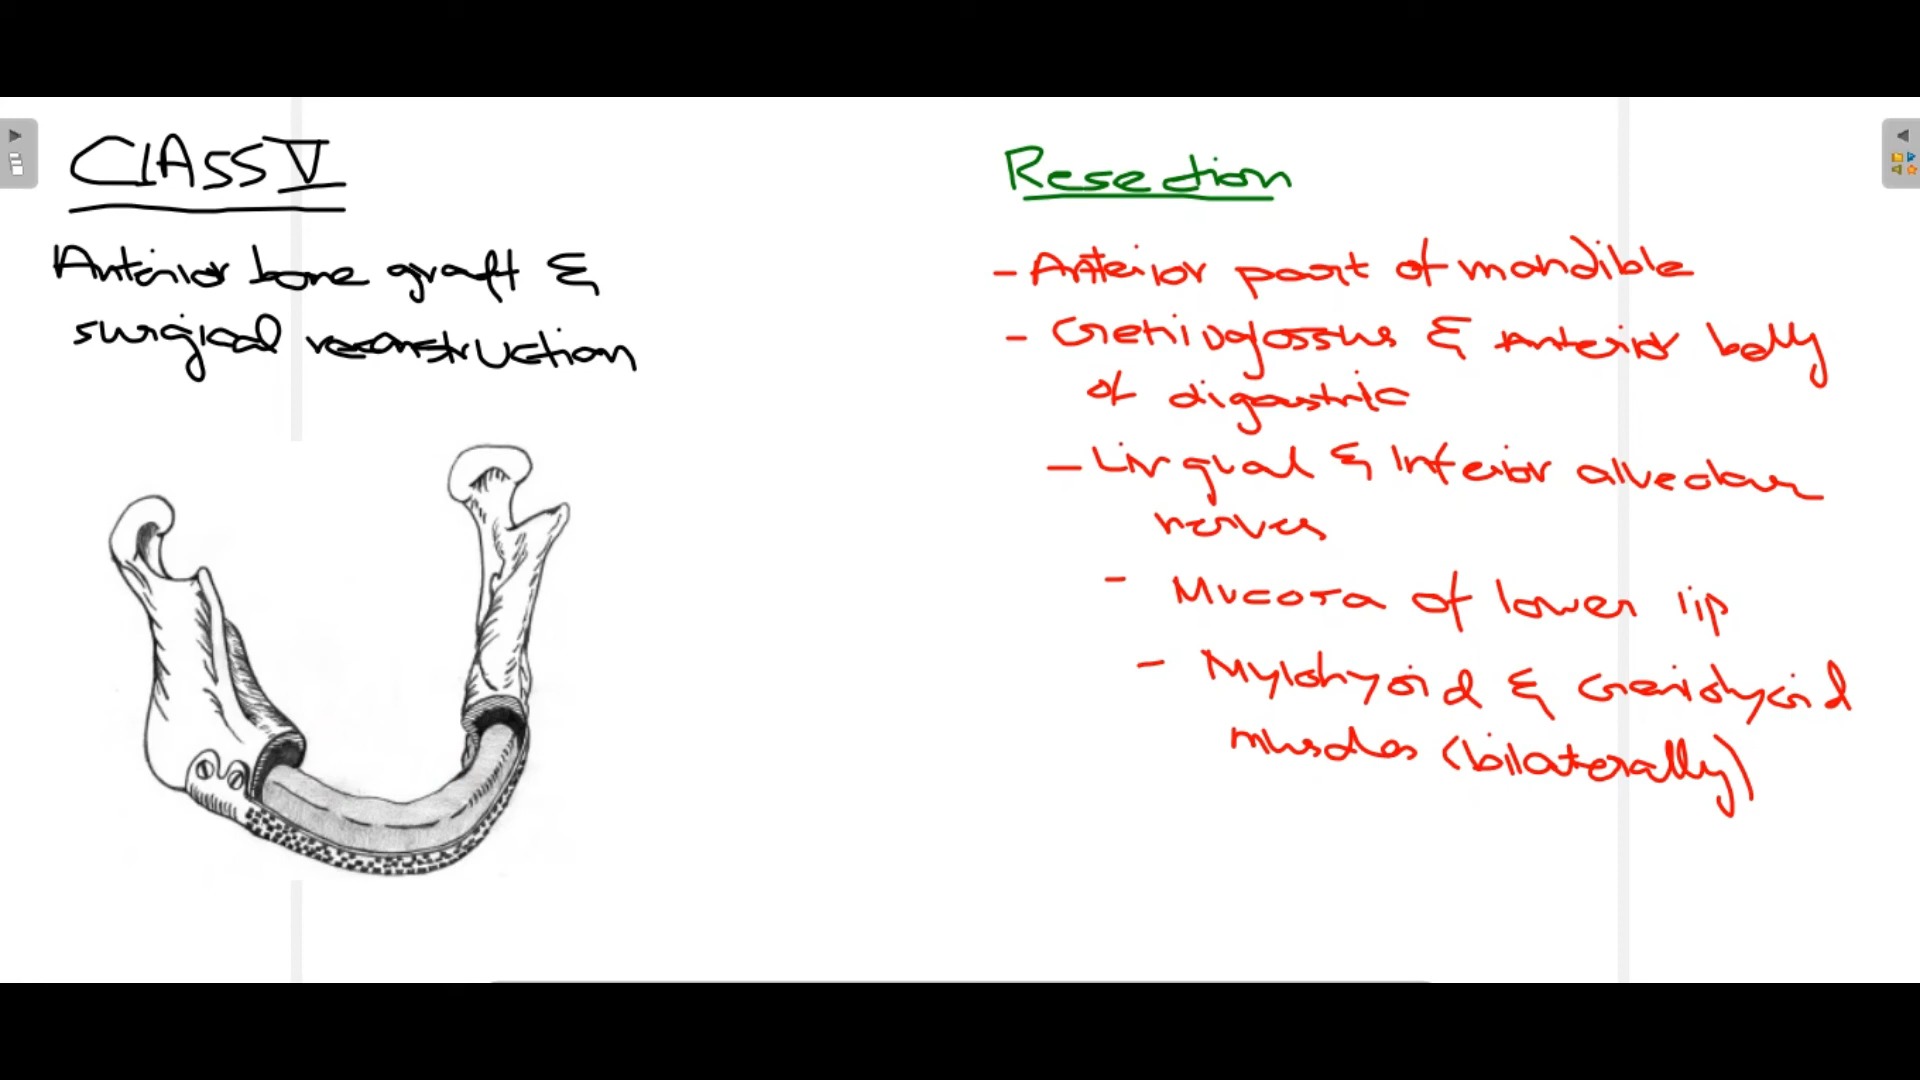 CLASS V
Anterior bone graft &
surgical reconstruction
Resection
- Anterior part of mandible
- Genioglossus & Anterior belly
of digastric
- Lingual & Inferior alveolar
nerves
- Mucosa of lower lip
- Mylohyoid & Geniohyoid
muscles (bilaterally)